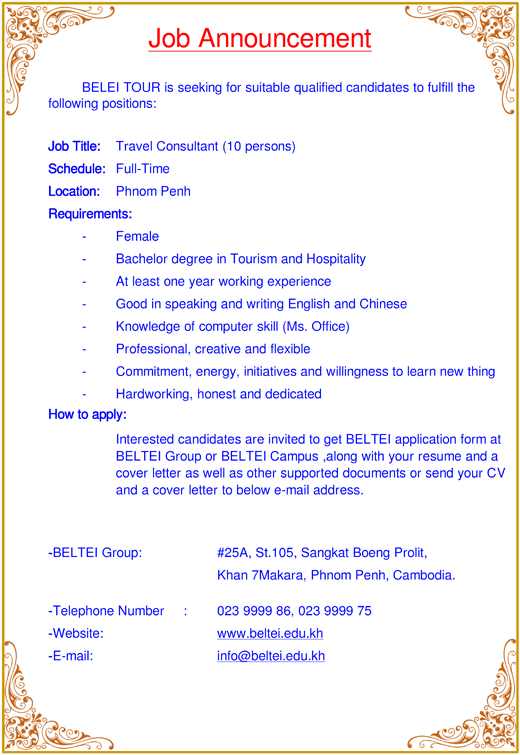 Job Announcement
BELEI TOUR is seeking for suitable qualified candidates to fulfill the
following positions:
Job Title: Travel Consultant (10 persons)
Schedule: Full-Time
Location: Phnom Penh
Requirements:
- Female
- Bachelor degree in Tourism and Hospitality
- At least one year working experience
- Good in speaking and writing English and Chinese
- Knowledge of computer skill (Ms. Office)
- Professional, creative and flexible
- Commitment, energy, initiatives and willingness to learn new thing
- Hardworking, honest and dedicated
How to apply:
Interested candidates are invited to get BELTEI application form at
BELTEI Group or BELTEI Campus ,along with your resume and a
cover letter as well as other supported documents or send your CV
and a cover letter to below e-mail address.
-BELTEI Group: #25A, St.105, Sangkat Boeng Prolit,
Khan 7Makara, Phnom Penh, Cambodia.
-Telephone Number : 023 9999 86, 023 9999 75
-Website: www.beltei.edu.kh
-E-mail: info@beltei.edu.kh